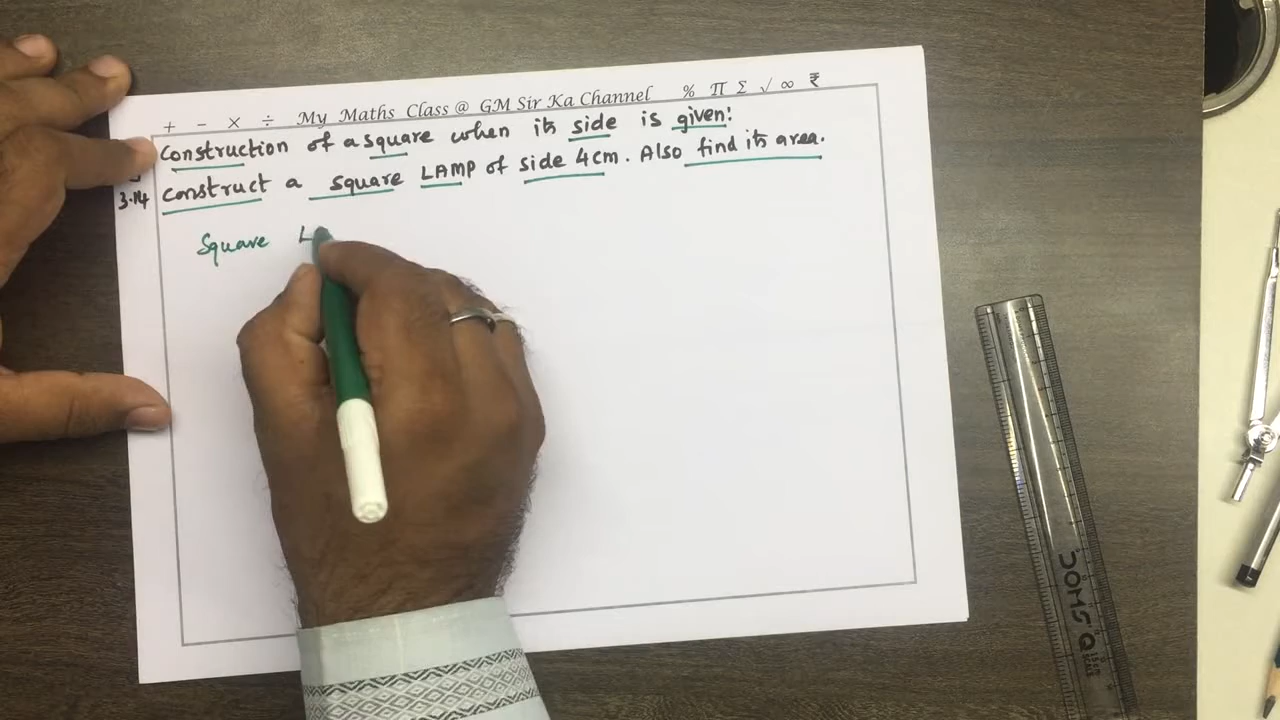 + - × ÷ My Maths Class @ GM Sir Ka Channel % Π Σ √ ∞ ₹
Construction of a square when its side is given:
3.14 Construct a square LAMP of side 4cm. Also find its area.
Square L
DOMS